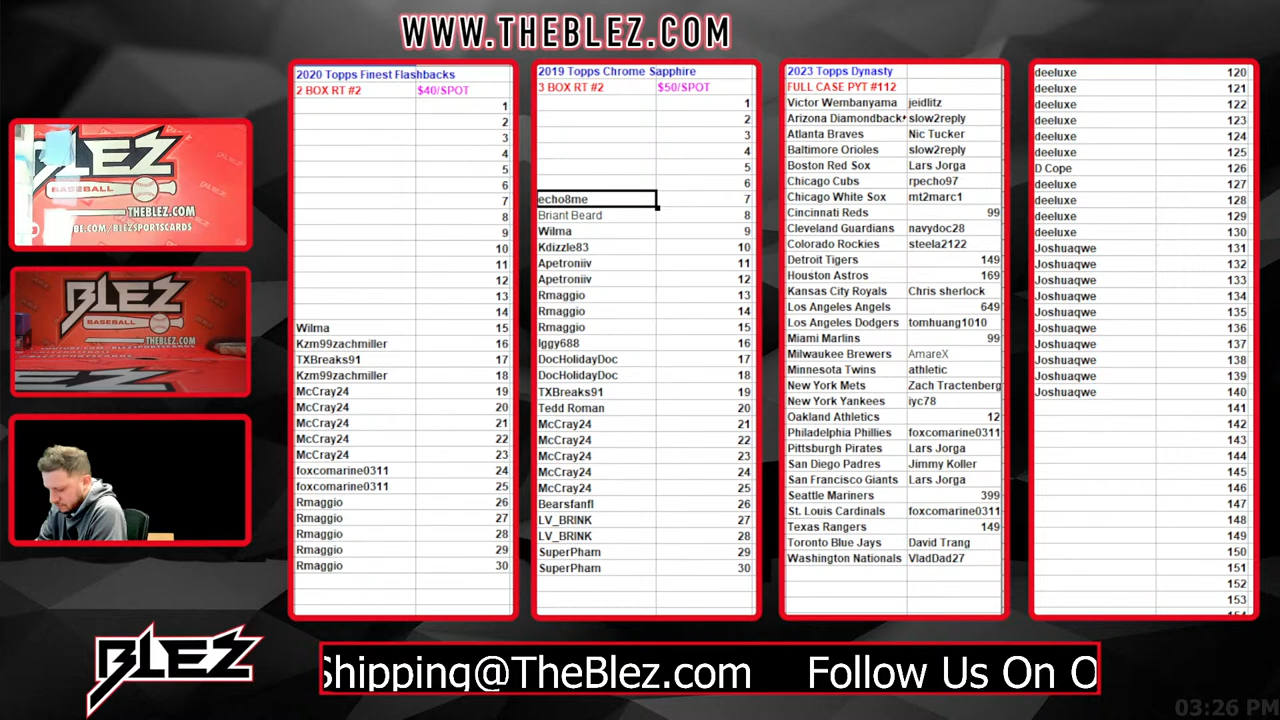 WWW.THEBLEZ.COM
BLEZ
BASEBALL
THEBLEZ.COM
BLEZ
BASEBALL
THEBLEZ.COM
2020 Topps Finest Flashbacks
2 BOX RT #2 $40/SPOT
1
2
3
4
5
6
7
8
9
10
11
12
13
14
Wilma 15
Kzm99zachmiller 16
TXBreaks91 17
Kzm99zachmiller 18
McCray24 19
McCray24 20
McCray24 21
McCray24 22
McCray24 23
foxcomarine0311 24
foxcomarine0311 25
Rmaggio 26
Rmaggio 27
Rmaggio 28
Rmaggio 29
Rmaggio 30
2019 Topps Chrome Sapphire
3 BOX RT #2 $50/SPOT
1
2
3
4
5
6
echo8me 7
Briant Beard 8
Wilma 9
Kdizzle83 10
Apetroniiv 11
Apetroniiv 12
Rmaggio 13
Rmaggio 14
Rmaggio 15
Iggy688 16
DocHolidayDoc 17
DocHolidayDoc 18
TXBreaks91 19
Tedd Roman 20
McCray24 21
McCray24 22
McCray24 23
McCray24 24
McCray24 25
Bearsfanfl 26
LV_BRINK 27
LV_BRINK 28
SuperPham 29
SuperPham 30
2023 Topps Dynasty
FULL CASE PYT #112
Victor Wembanyama jeidlitz
Arizona Diamondback slow2reply
Atlanta Braves Nic Tucker
Baltimore Orioles slow2reply
Boston Red Sox Lars Jorga
Chicago Cubs rpecho97
Chicago White Sox mt2marc1
Cincinnati Reds 99
Cleveland Guardians navydoc28
Colorado Rockies steela2122
Detroit Tigers 149
Houston Astros 169
Kansas City Royals Chris sherlock
Los Angeles Angels 649
Los Angeles Dodgers tomhuang1010
Miami Marlins 99
Milwaukee Brewers AmareX
Minnesota Twins athletic
New York Mets Zach Tractenberg
New York Yankees iyc78
Oakland Athletics 12
Philadelphia Phillies foxcomarine0311
Pittsburgh Pirates Lars Jorga
San Diego Padres Jimmy Koller
San Francisco Giants Lars Jorga
Seattle Mariners 399
St. Louis Cardinals foxcomarine0311
Texas Rangers 149
Toronto Blue Jays David Trang
Washington Nationals VladDad27
deeluxe 120
deeluxe 121
deeluxe 122
deeluxe 123
deeluxe 124
deeluxe 125
D Cope 126
deeluxe 127
deeluxe 128
deeluxe 129
deeluxe 130
Joshuaqwe 131
Joshuaqwe 132
Joshuaqwe 133
Joshuaqwe 134
Joshuaqwe 135
Joshuaqwe 136
Joshuaqwe 137
Joshuaqwe 138
Joshuaqwe 139
Joshuaqwe 140
141
142
143
144
145
146
147
148
149
150
151
152
153
154
BLEZ
Shipping@TheBlez.com Follow Us On O
03:26 PM